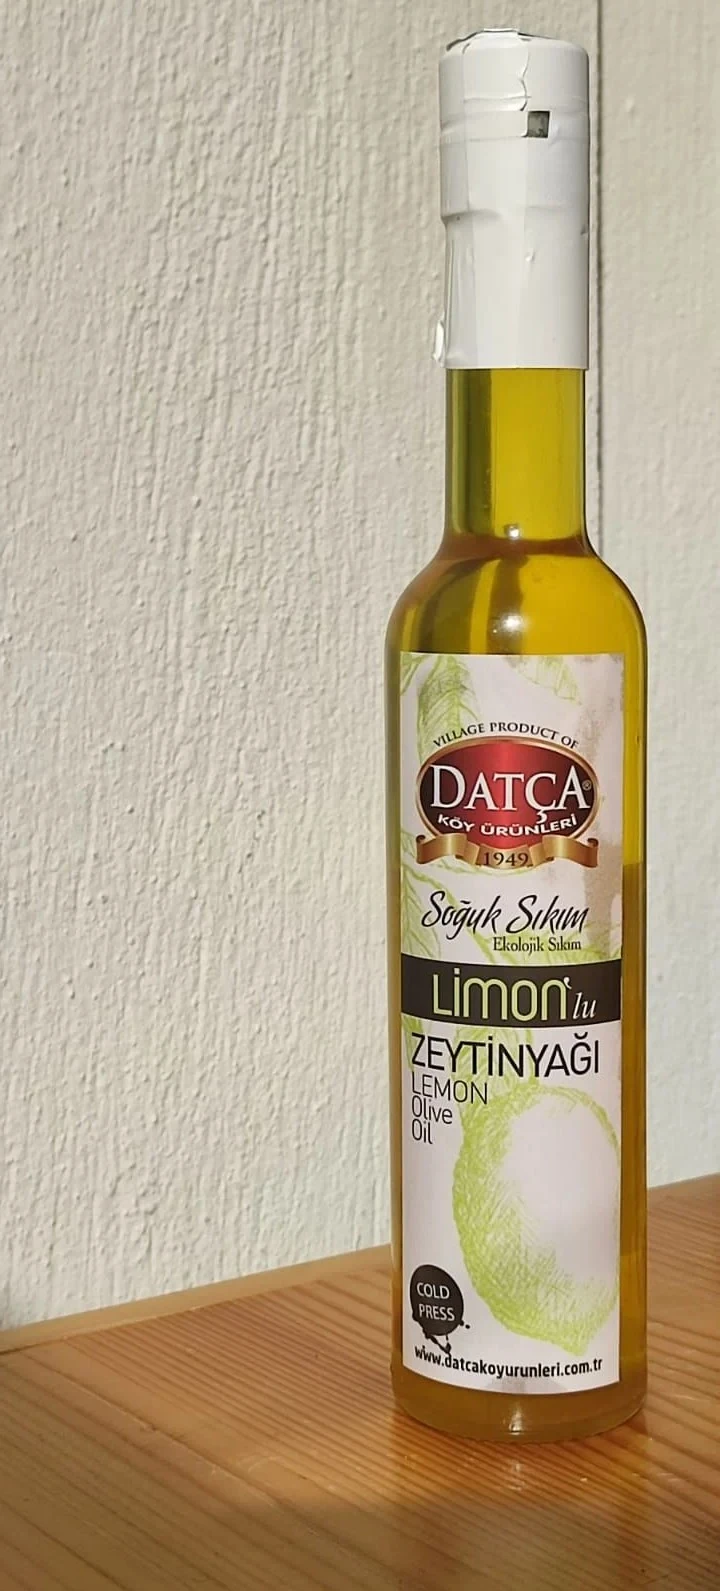 VILLAGE PRODUCT OF
DATÇA®
KÖY ÜRÜNLERİ
1949
Soğuk Sıkım
Ekolojik Sıkım
Limon'lu
ZEYTİNYAĞI
LEMON
Olive
Oil
COLD
PRESS
www.datcakoyurunleri.com.tr